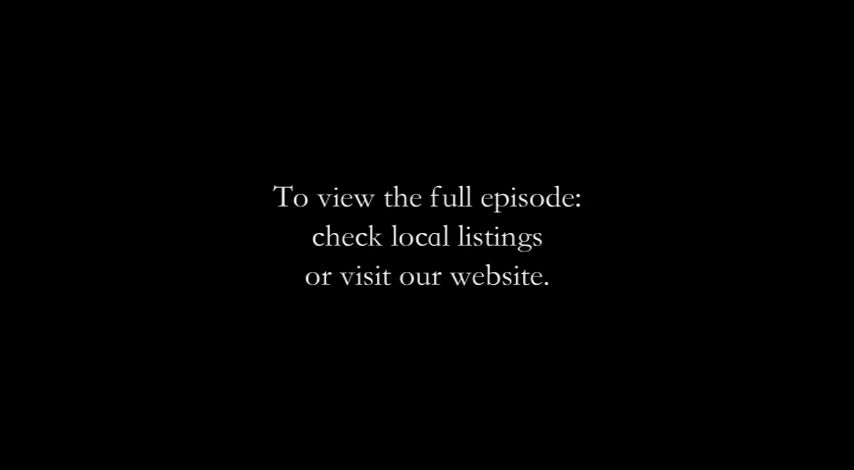 To view the full episode:
check local listings
or visit our website.